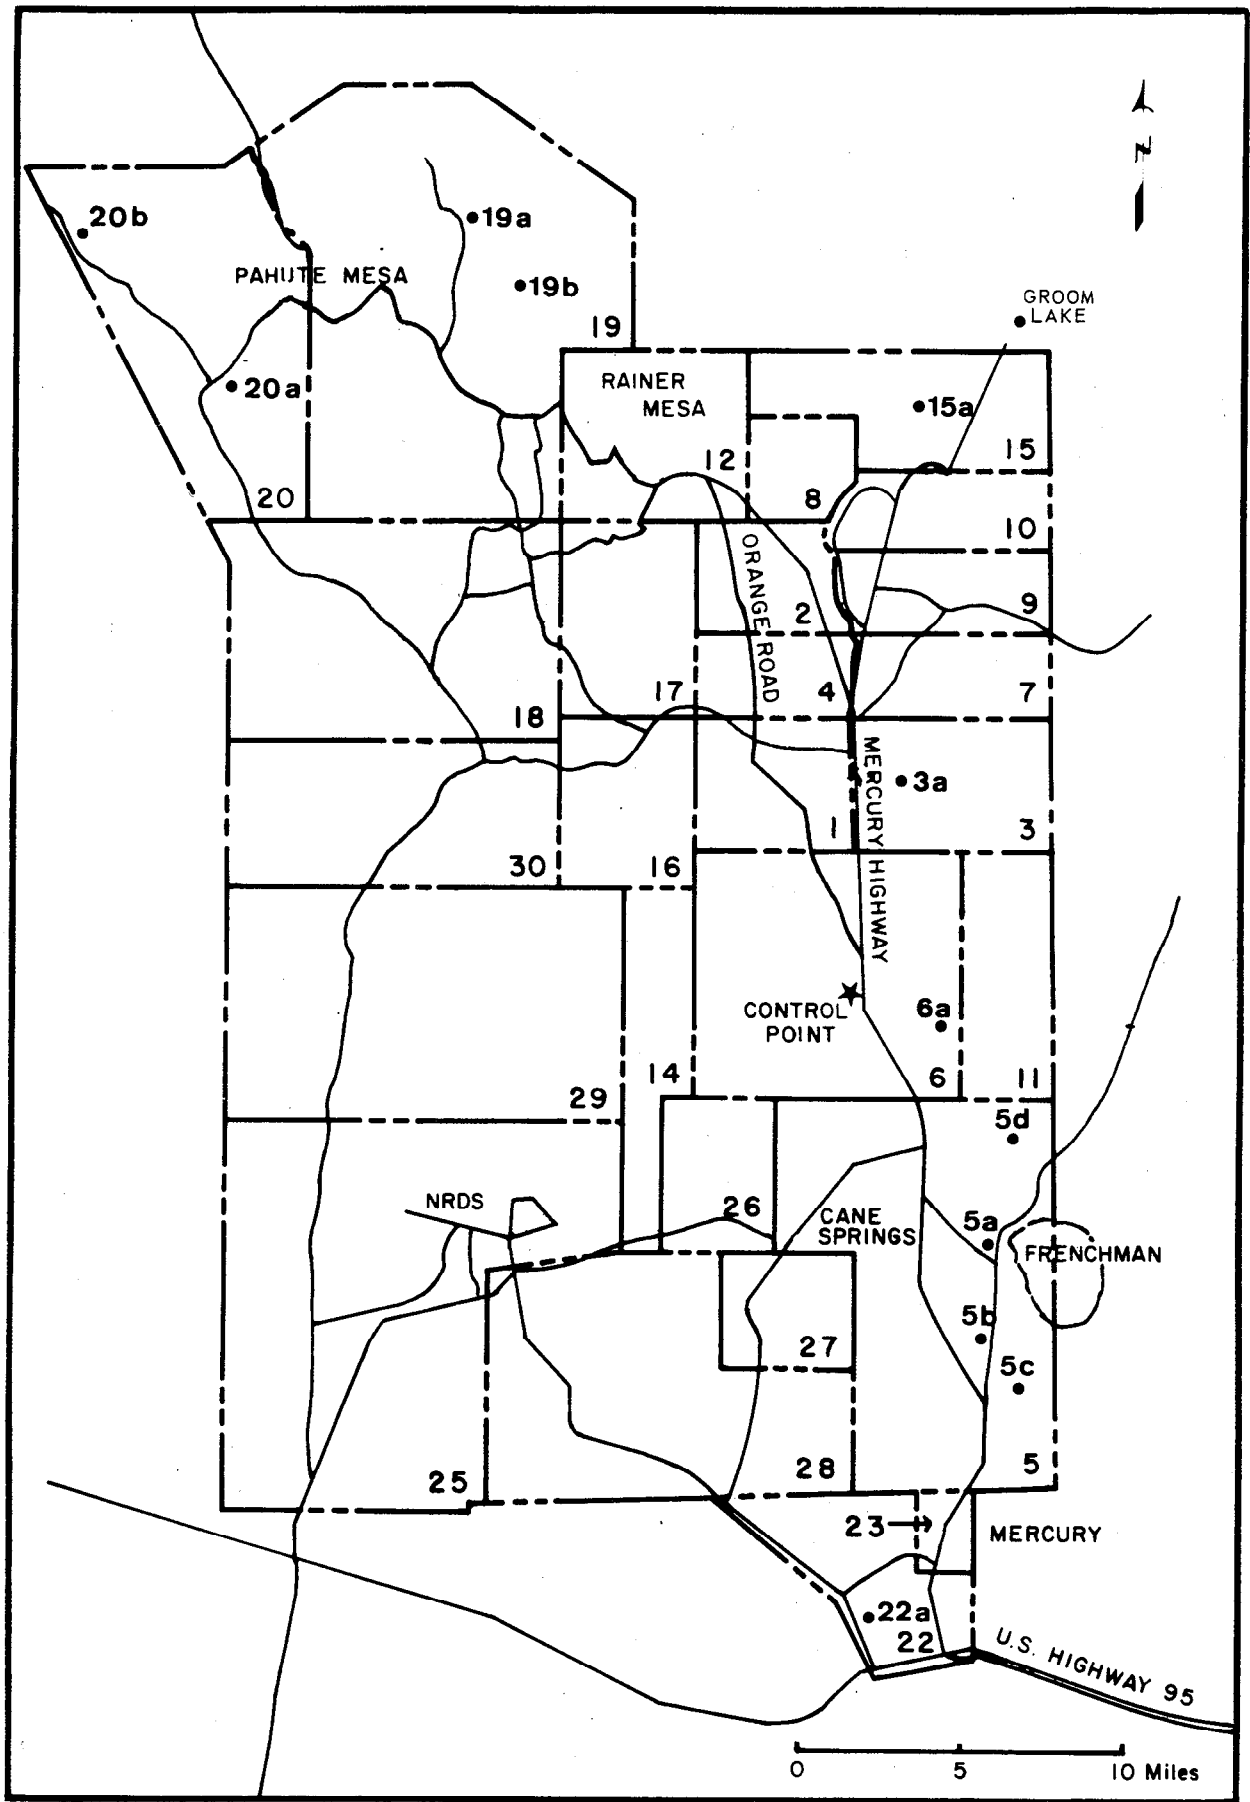 N
20b
19a
PAHUTE MESA
19b
GROOM
LAKE
19
RAINER
MESA
20a
15a
12
15
20
8
10
ORANGE ROAD
2
9
17
4
7
18
MERCURY HIGHWAY
3a
1
3
30
16
CONTROL
POINT
6a
14
6
11
29
5d
NRDS
26
CANE
SPRINGS
5a
FRENCHMAN
5b
27
5c
25
28
5
23
MERCURY
22a
22
U.S. HIGHWAY 95
0 5 10 Miles